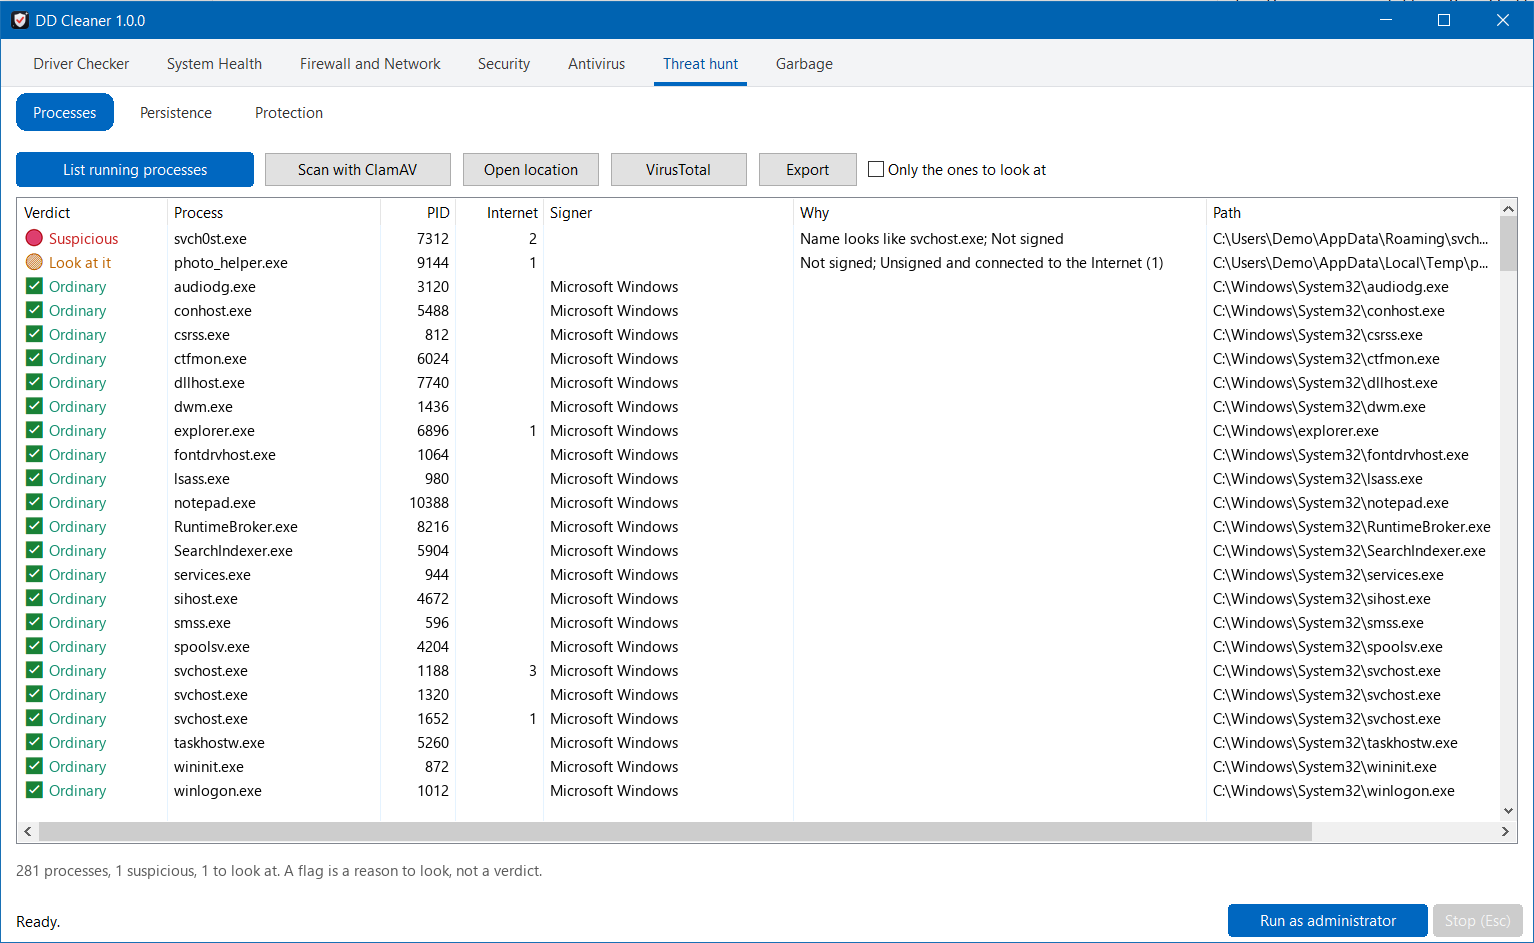 DD Cleaner 1.0.0
Driver Checker System Health Firewall and Network Security Antivirus Threat hunt Garbage
Processes Persistence Protection
List running processes Scan with ClamAV Open location VirusTotal Export Only the ones to look at
Verdict Process PID Internet Signer Why Path
Suspicious svch0st.exe 7312 2 Name looks like svchost.exe; Not signed C:\Users\Demo\AppData\Roaming\svch...
Look at it photo_helper.exe 9144 1 Not signed; Unsigned and connected to the Internet (1) C:\Users\Demo\AppData\Local\Temp\p...
Ordinary audiodg.exe 3120 Microsoft Windows C:\Windows\System32\audiodg.exe
Ordinary conhost.exe 5488 Microsoft Windows C:\Windows\System32\conhost.exe
Ordinary csrss.exe 812 Microsoft Windows C:\Windows\System32\csrss.exe
Ordinary ctfmon.exe 6024 Microsoft Windows C:\Windows\System32\ctfmon.exe
Ordinary dllhost.exe 7740 Microsoft Windows C:\Windows\System32\dllhost.exe
Ordinary dwm.exe 1436 Microsoft Windows C:\Windows\System32\dwm.exe
Ordinary explorer.exe 6896 1 Microsoft Windows C:\Windows\explorer.exe
Ordinary fontdrvhost.exe 1064 Microsoft Windows C:\Windows\System32\fontdrvhost.exe
Ordinary lsass.exe 980 Microsoft Windows C:\Windows\System32\lsass.exe
Ordinary notepad.exe 10388 Microsoft Windows C:\Windows\System32\notepad.exe
Ordinary RuntimeBroker.exe 8216 Microsoft Windows C:\Windows\System32\RuntimeBroker.exe
Ordinary SearchIndexer.exe 5904 Microsoft Windows C:\Windows\System32\SearchIndexer.exe
Ordinary services.exe 944 Microsoft Windows C:\Windows\System32\services.exe
Ordinary sihost.exe 4672 Microsoft Windows C:\Windows\System32\sihost.exe
Ordinary smss.exe 596 Microsoft Windows C:\Windows\System32\smss.exe
Ordinary spoolsv.exe 4204 Microsoft Windows C:\Windows\System32\spoolsv.exe
Ordinary svchost.exe 1188 3 Microsoft Windows C:\Windows\System32\svchost.exe
Ordinary svchost.exe 1320 Microsoft Windows C:\Windows\System32\svchost.exe
Ordinary svchost.exe 1652 1 Microsoft Windows C:\Windows\System32\svchost.exe
Ordinary taskhostw.exe 5260 Microsoft Windows C:\Windows\System32\taskhostw.exe
Ordinary wininit.exe 872 Microsoft Windows C:\Windows\System32\wininit.exe
Ordinary winlogon.exe 1012 Microsoft Windows C:\Windows\System32\winlogon.exe
281 processes, 1 suspicious, 1 to look at. A flag is a reason to look, not a verdict.
Ready. Run as administrator Stop (Esc)